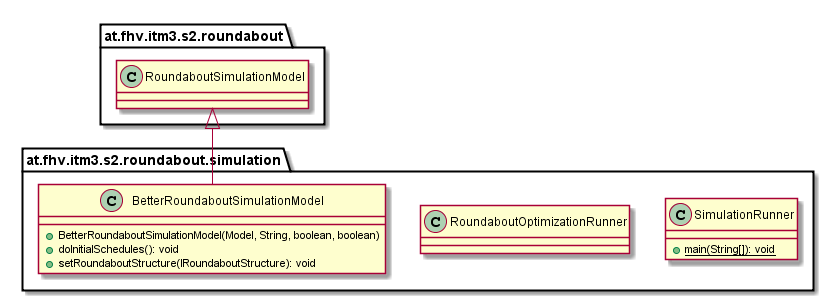 at.fhv.itm3.s2.roundabout
C RoundaboutSimulationModel
at.fhv.itm3.s2.roundabout.simulation
C BetterRoundaboutSimulationModel
BetterRoundaboutSimulationModel(Model, String, boolean, boolean)
doInitialSchedules(): void
setRoundaboutStructure(IRoundaboutStructure): void
C RoundaboutOptimizationRunner
C SimulationRunner
main(String[]): void